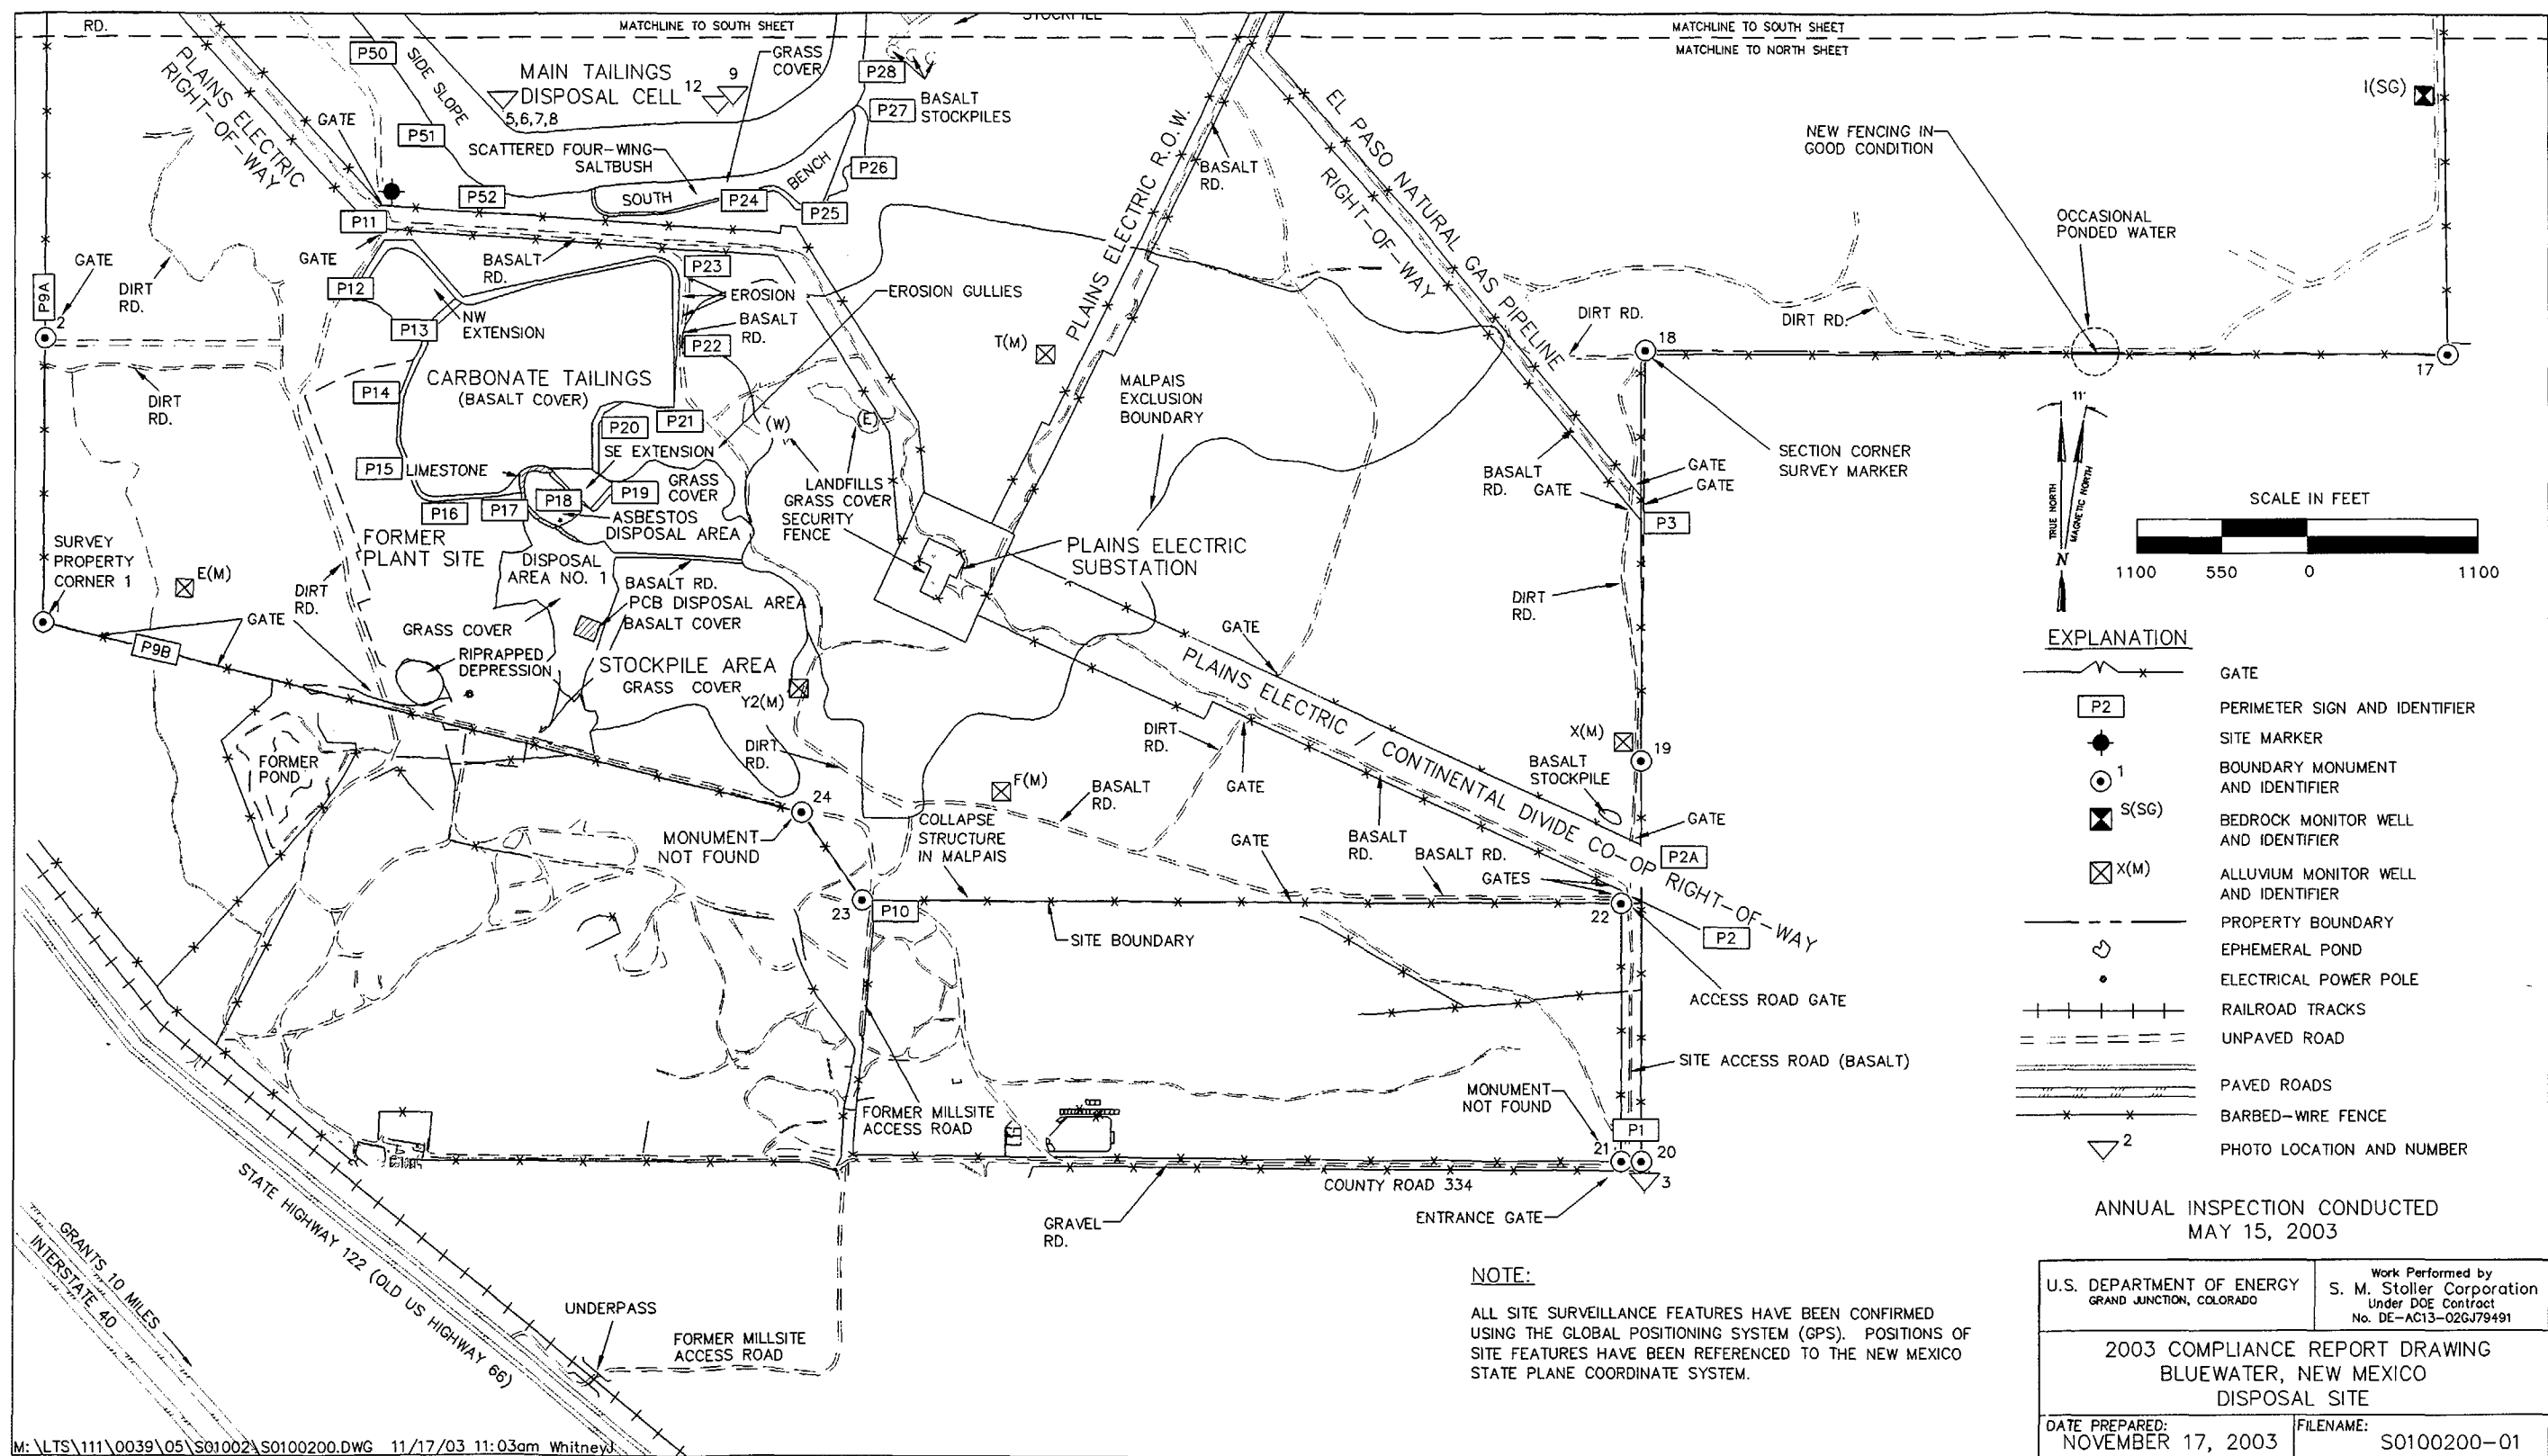 RD.
MATCHLINE TO SOUTH SHEET
MATCHLINE TO SOUTH SHEET
MATCHLINE TO NORTH SHEET
P50
SIDE SLOPE
MAIN TAILINGS
DISPOSAL CELL
12
9
5,6,7,8
GRASS
COVER
P28
P27
BASALT
STOCKPILES
PLAINS ELECTRIC
RIGHT-OF-WAY
GATE
P51
SCATTERED FOUR-WING
SALTBUSH
P52
SOUTH
BENCH
P24
P25
P26
P11
PLAINS ELECTRIC R.O.W.
BASALT
RD.
EL PASO NATURAL GAS PIPELINE
RIGHT-OF-WAY
I(SG)
NEW FENCING IN
GOOD CONDITION
OCCASIONAL
PONDED WATER
P9A
GATE
2
DIRT
RD.
GATE
P12
BASALT
RD.
P23
EROSION
EROSION GULLIES
BASALT
RD.
P22
NW
EXTENSION
P13
T(M)
DIRT RD.
DIRT RD.
18
17
DIRT
RD.
P14
CARBONATE TAILINGS
(BASALT COVER)
P20
P21
(W)
(E)
MALPAIS
EXCLUSION
BOUNDARY
SECTION CORNER
SURVEY MARKER
SE EXTENSION
P15
LIMESTONE
P16
P17
P18
P19
GRASS
COVER
ASBESTOS
DISPOSAL AREA
LANDFILLS
GRASS COVER
SECURITY
FENCE
BASALT
RD.
GATE
GATE
GATE
P3
11'
TRUE NORTH
MAGNETIC NORTH
N
SCALE IN FEET
1100
550
0
1100
SURVEY
PROPERTY
CORNER 1
E(M)
FORMER
PLANT SITE
DISPOSAL
AREA NO. 1
PLAINS ELECTRIC
SUBSTATION
DIRT
RD.
BASALT RD.
PCB DISPOSAL AREA
BASALT COVER
DIRT
RD.
GATE
P9B
GRASS COVER
RIPRAPPED
DEPRESSION
STOCKPILE AREA
GRASS COVER
Y2(M)
GATE
PLAINS ELECTRIC / CONTINENTAL DIVIDE CO-OP RIGHT-OF-WAY
FORMER
POND
DIRT
RD.
DIRT
RD.
GATE
X(M)
19
BASALT
STOCKPILE
24
MONUMENT
NOT FOUND
F(M)
BASALT
RD.
COLLAPSE
STRUCTURE
IN MALPAIS
GATE
BASALT
RD.
BASALT RD.
GATES
GATE
P2A
23
P10
SITE BOUNDARY
22
P2
ACCESS ROAD GATE
SITE ACCESS ROAD (BASALT)
MONUMENT
NOT FOUND
FORMER MILLSITE
ACCESS ROAD
P1
21
20
3
COUNTY ROAD 334
GRAVEL
RD.
ENTRANCE GATE
STATE HIGHWAY 122 (OLD US HIGHWAY 66)
GRANTS 10 MILES
INTERSTATE 40
UNDERPASS
FORMER MILLSITE
ACCESS ROAD
EXPLANATION
GATE
P2
PERIMETER SIGN AND IDENTIFIER
SITE MARKER
1
BOUNDARY MONUMENT
AND IDENTIFIER
S(SG)
BEDROCK MONITOR WELL
AND IDENTIFIER
X(M)
ALLUVIUM MONITOR WELL
AND IDENTIFIER
PROPERTY BOUNDARY
EPHEMERAL POND
ELECTRICAL POWER POLE
RAILROAD TRACKS
UNPAVED ROAD
PAVED ROADS
BARBED-WIRE FENCE
2
PHOTO LOCATION AND NUMBER
ANNUAL INSPECTION CONDUCTED
MAY 15, 2003
NOTE:
ALL SITE SURVEILLANCE FEATURES HAVE BEEN CONFIRMED
USING THE GLOBAL POSITIONING SYSTEM (GPS). POSITIONS OF
SITE FEATURES HAVE BEEN REFERENCED TO THE NEW MEXICO
STATE PLANE COORDINATE SYSTEM.
U.S. DEPARTMENT OF ENERGY
GRAND JUNCTION, COLORADO
Work Performed by
S. M. Stoller Corporation
Under DOE Contract
No. DE-AC13-02GJ79491
2003 COMPLIANCE REPORT DRAWING
BLUEWATER, NEW MEXICO
DISPOSAL SITE
DATE PREPARED:
NOVEMBER 17, 2003
FILENAME:
S0100200-01
M:\LTS\111\0039\05\S01002\S0100200.DWG 11/17/03 11:03am WhitneyJ